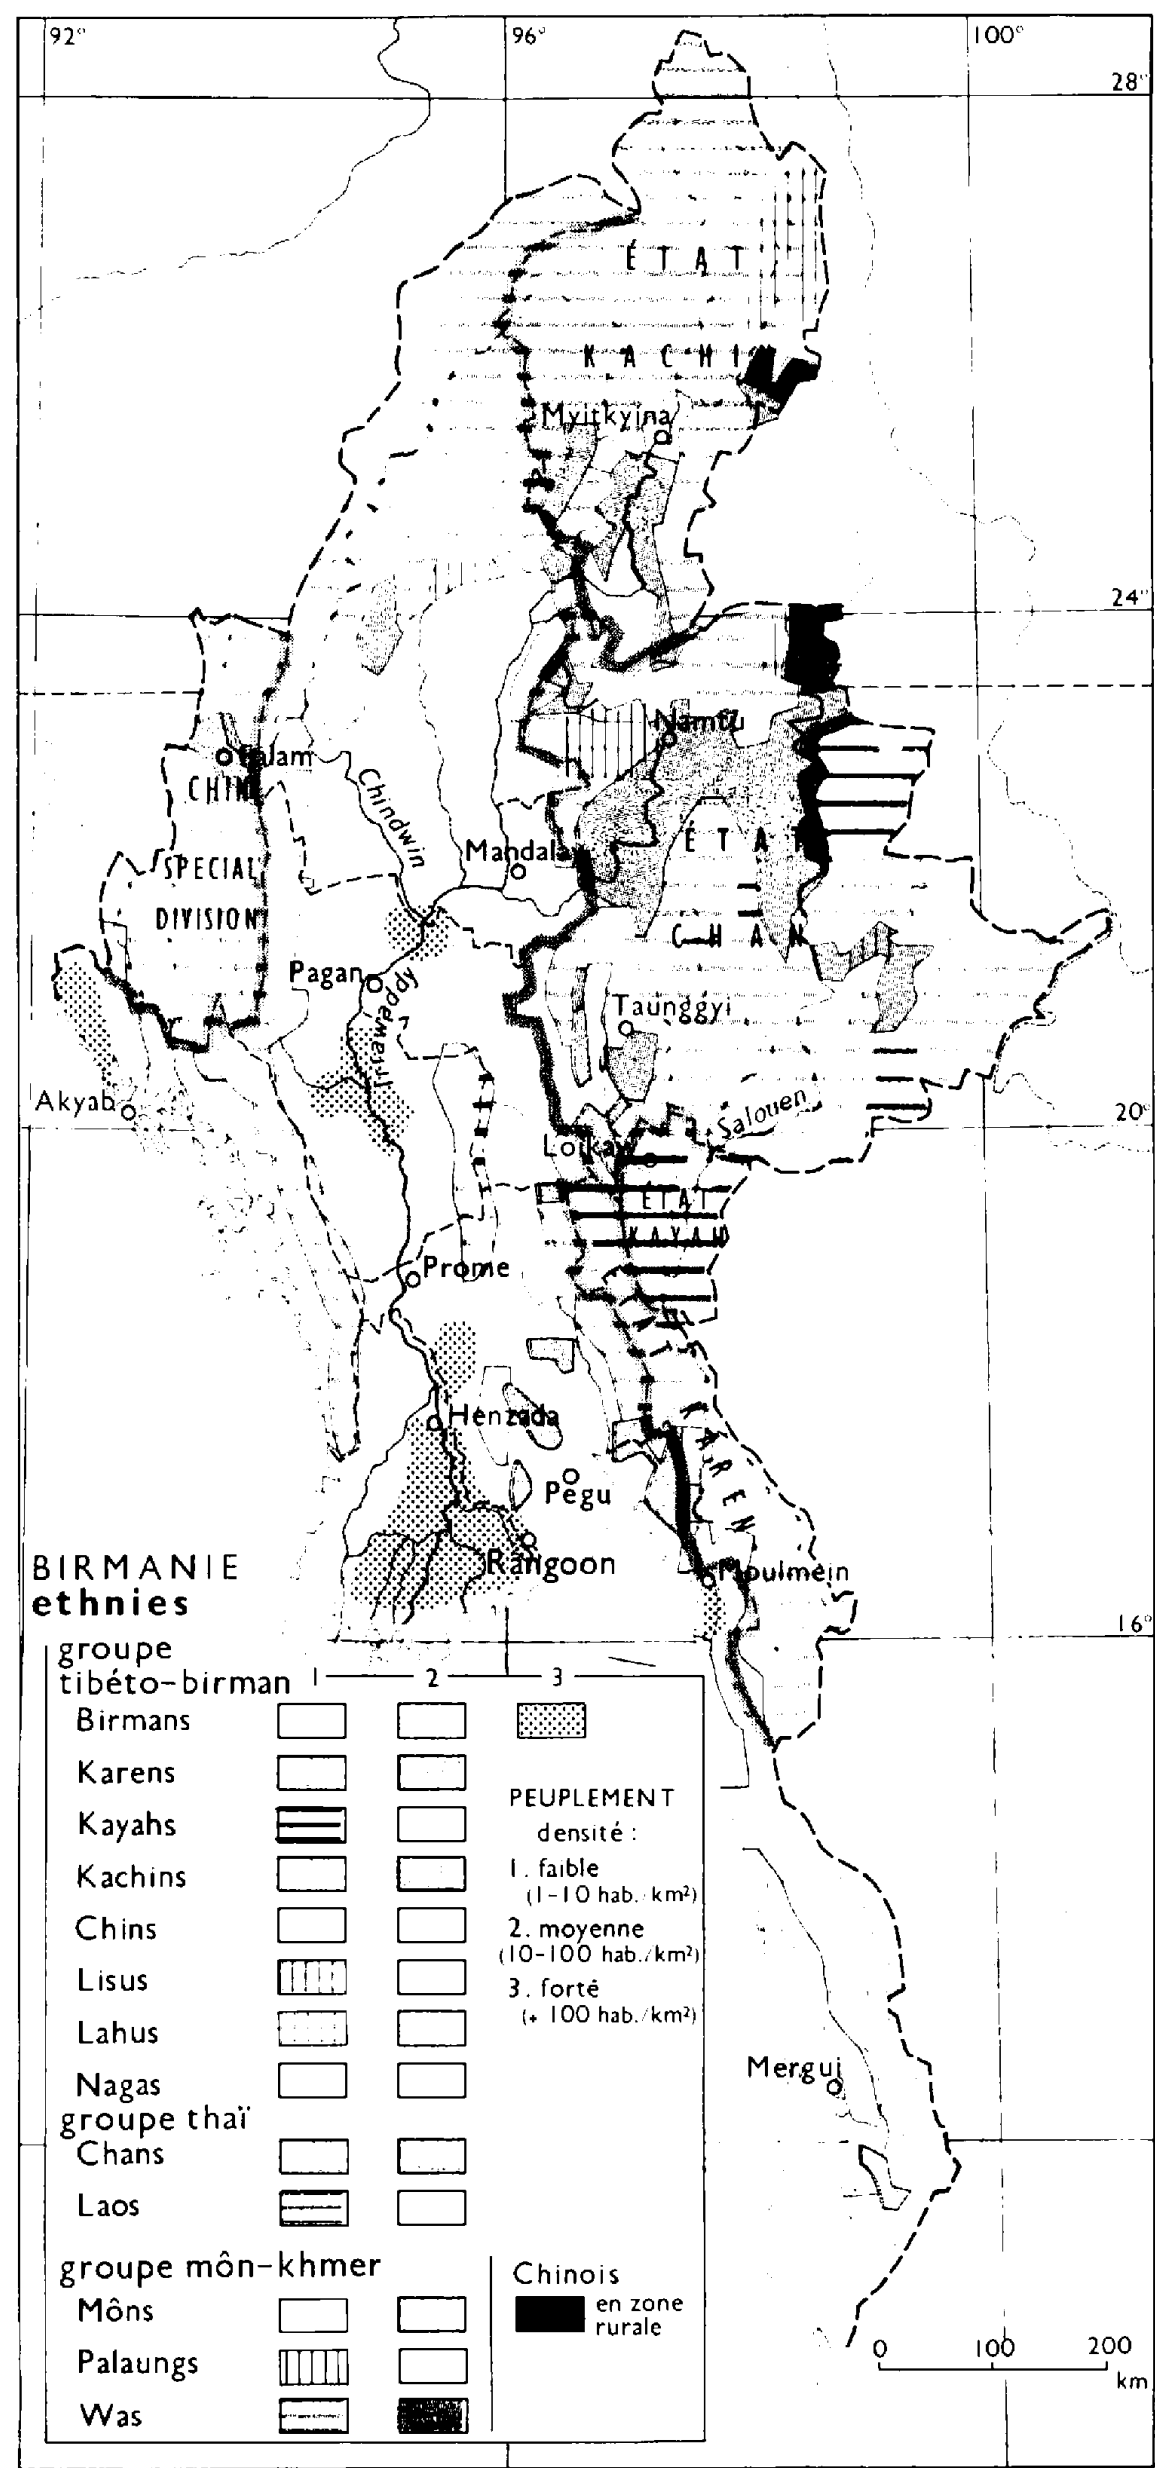 92° 96° 100°
28°
ÉTAT
KACHIN
Myitkyina
24°
Namtu
Falam
CHIN
Chindwin
ÉTAT
Mandalay
SPECIAL
DIVISION
CHAN
Pagan
Irrawaddy
Taunggyi
Akyab
Salouen
20°
Loikaw
ÉTAT
KAYAH
Prome
KAREN
Henzada
Pegu
Rangoon
Moulmein
BIRMANIE
ethnies
16°
groupe
tibéto-birman 1 2 3
Birmans
Karens
PEUPLEMENT
Kayahs
densité :
Kachins
1. faible
(1-10 hab./km²)
Chins
2. moyenne
(10-100 hab./km²)
Lisus
3. forte
(+ 100 hab./km²)
Lahus
Mergui
Nagas
groupe thaï
Chans
Laos
groupe môn-khmer
Chinois
en zone
rurale
Môns
Palaungs
0 100 200
km
Was